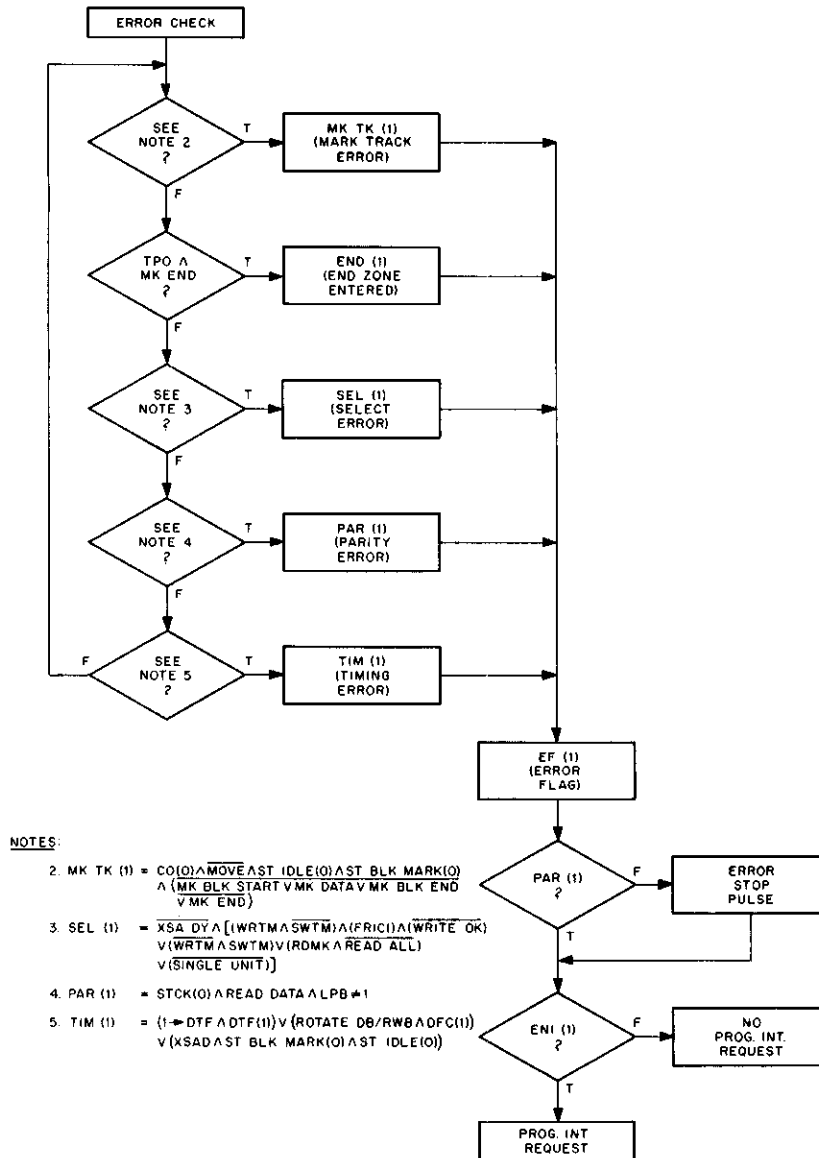 ERROR CHECK
SEE
NOTE 2
?
T
F
MK TK (1)
(MARK TRACK
ERROR)
TPO ∧
MK END
?
T
F
END (1)
(END ZONE
ENTERED)
SEE
NOTE 3
?
T
F
SEL (1)
(SELECT
ERROR)
SEE
NOTE 4
?
T
F
PAR (1)
(PARITY
ERROR)
F
SEE
NOTE 5
?
T
TIM (1)
(TIMING
ERROR)
EF (1)
(ERROR
FLAG)
PAR (1)
?
F
T
ERROR
STOP
PULSE
ENI (1)
?
F
T
NO
PROG. INT.
REQUEST
PROG. INT
REQUEST
NOTES:
2. MK TK (1) = CO(0)∧MOVE∧ST IDLE(0)∧ST BLK MARK(0)
∧ (MK BLK START ∨ MK DATA ∨ MK BLK END
∨ MK END)
3. SEL (1) = XSA DY∧[(WRTM∧SWTM)∧(FRIC()∧(WRITE OK)
∨(WRTM∧SWTM)∨(RDMK∧READ ALL)
∨(SINGLE UNIT)]
4. PAR (1) = STCK(0)∧READ DATA∧LPB≠1
5. TIM (1) = (1→DTF∧DTF(1))∨(ROTATE DB/RWB∧DFC(1))
∨(XSAD∧ST BLK MARK(0)∧ST IDLE(0))